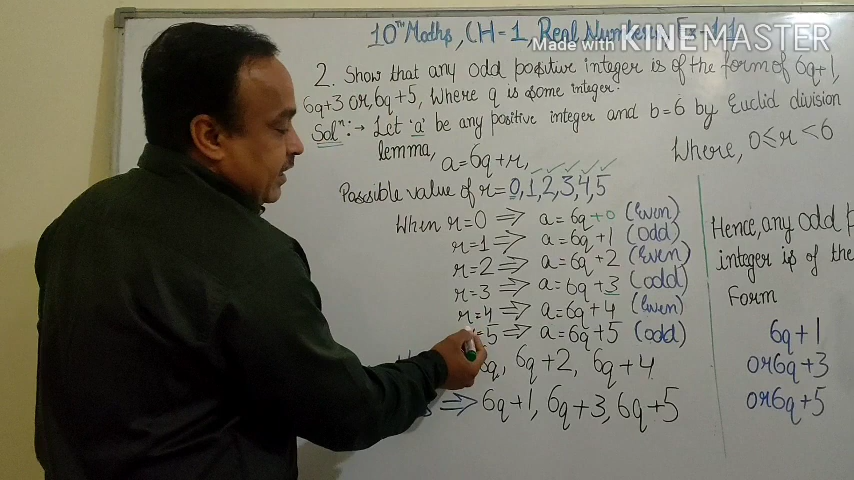 10th Maths, CH-1, Real Numbers, Ex-1.1
Made with KINEMASTER
2. Show that any odd positive integer is of the form of 6q+1,
6q+3 or, 6q+5, Where q is some integer.
Solⁿ:→ Let 'a' be any positive integer and b=6 by Euclid division
lemma, a=6q+r, Where, 0≤r<6
Possible value of r=0,1,2,3,4,5
When r=0 ⇒ a=6q+0 (Even)
r=1 ⇒ a=6q+1 (Odd)
r=2 ⇒ a=6q+2 (Even)
r=3 ⇒ a=6q+3 (Odd)
r=4 ⇒ a=6q+4 (Even)
=5 ⇒ a=6q+5 (Odd)
6q, 6q+2, 6q+4
⇒ 6q+1, 6q+3, 6q+5
Hence, any odd
integer is of the
Form
6q+1
or 6q+3
or 6q+5